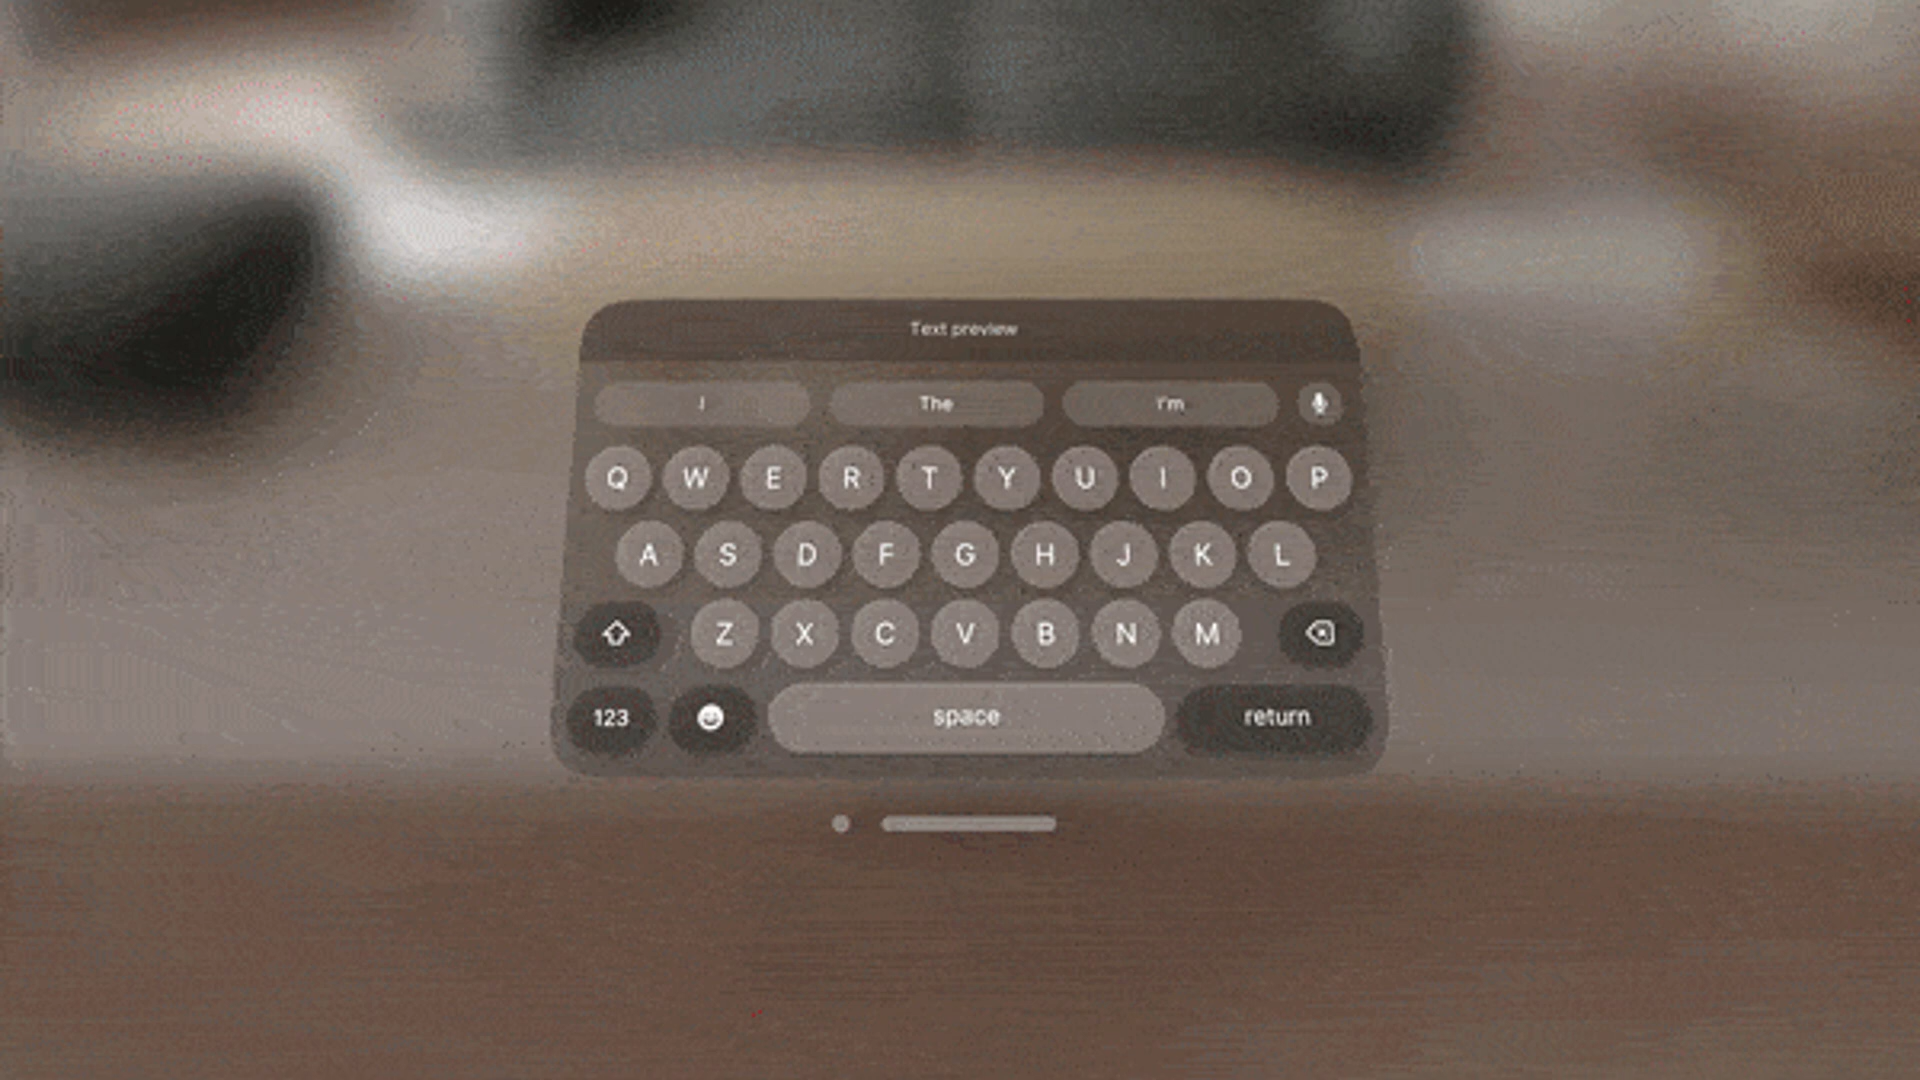 Text preview
I The I'm
Q W E R T Y U I O P
A S D F G H J K L
Z X C V B N M
123 space return